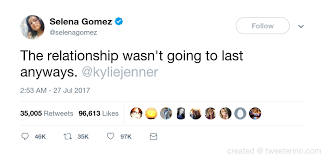 Selena Gomez
@selenagomez
Follow
The relationship wasn't going to last
anyways. @kyliejenner
2:53 AM - 27 Jul 2017
35,005 Retweets 96,613 Likes
46K 35K 97K
created @ tweeterino.com